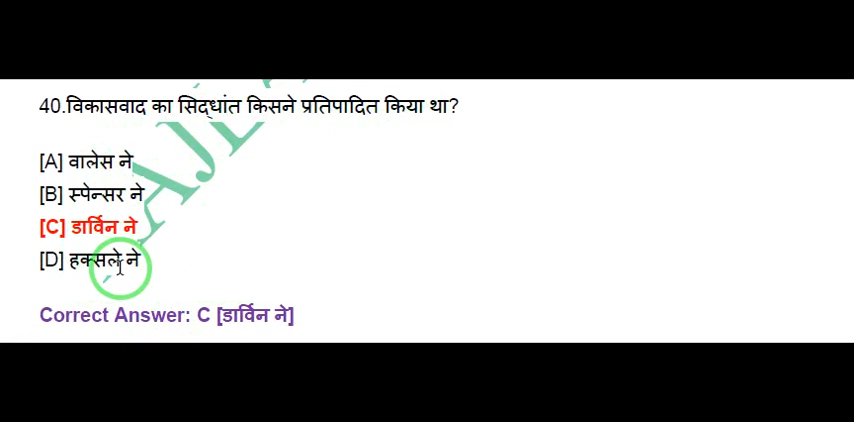 40.विकासवाद का सिद्धांत किसने प्रतिपादित किया था?
[A] वालेस ने
[B] स्पेन्सर ने
[C] डार्विन ने
[D] हक्सले ने
Correct Answer: C [डार्विन ने]